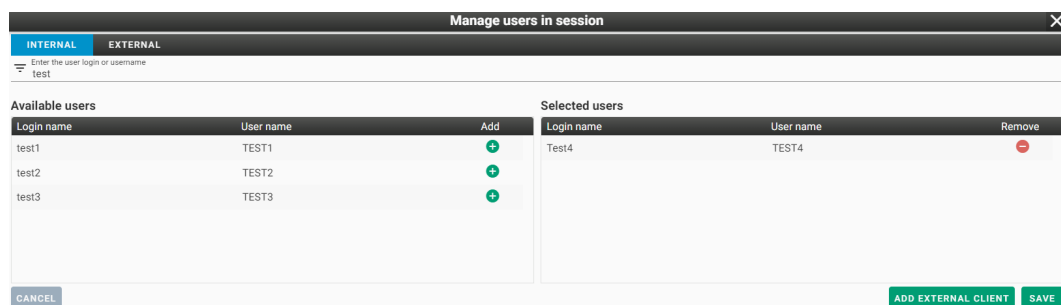 Manage users in session
INTERNAL EXTERNAL
Enter the user login or username
test
Available users
Login name User name Add
test1 TEST1
test2 TEST2
test3 TEST3
Selected users
Login name User name Remove
Test4 TEST4
CANCEL
ADD EXTERNAL CLIENT SAVE